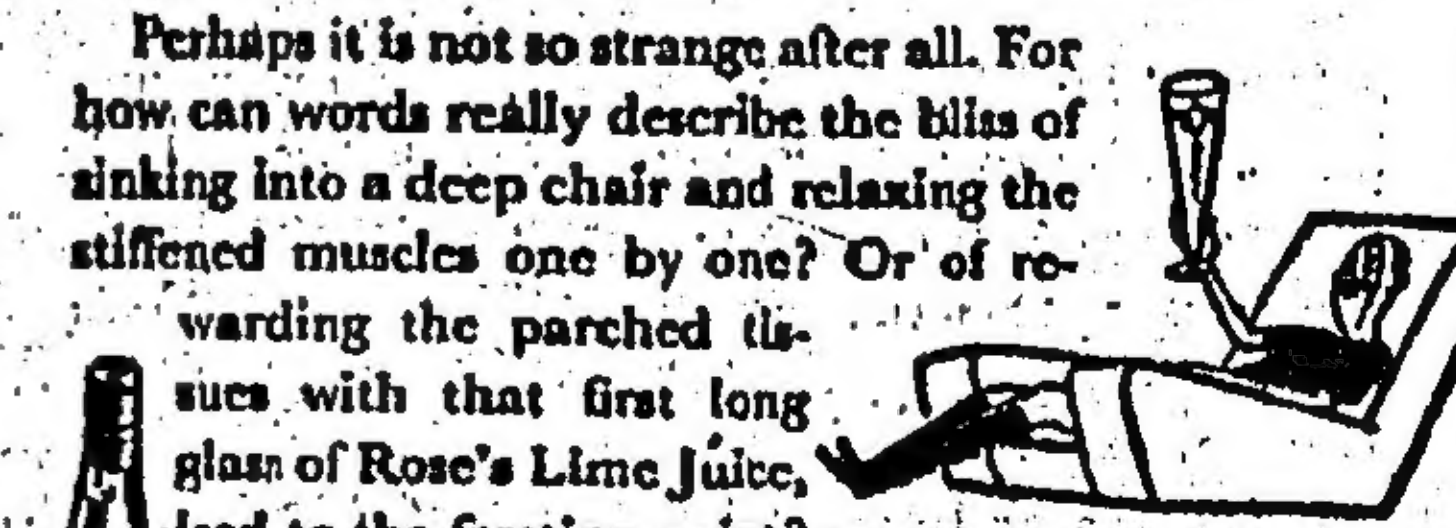 Perhaps it is not so strange after all. For
how can words really describe the bliss of
sinking into a deep chair and relaxing the
stiffened muscles one by one? Or of re-
warding the parched tis-
sues with that first long
glass of Rose's Lime Juice,
to the